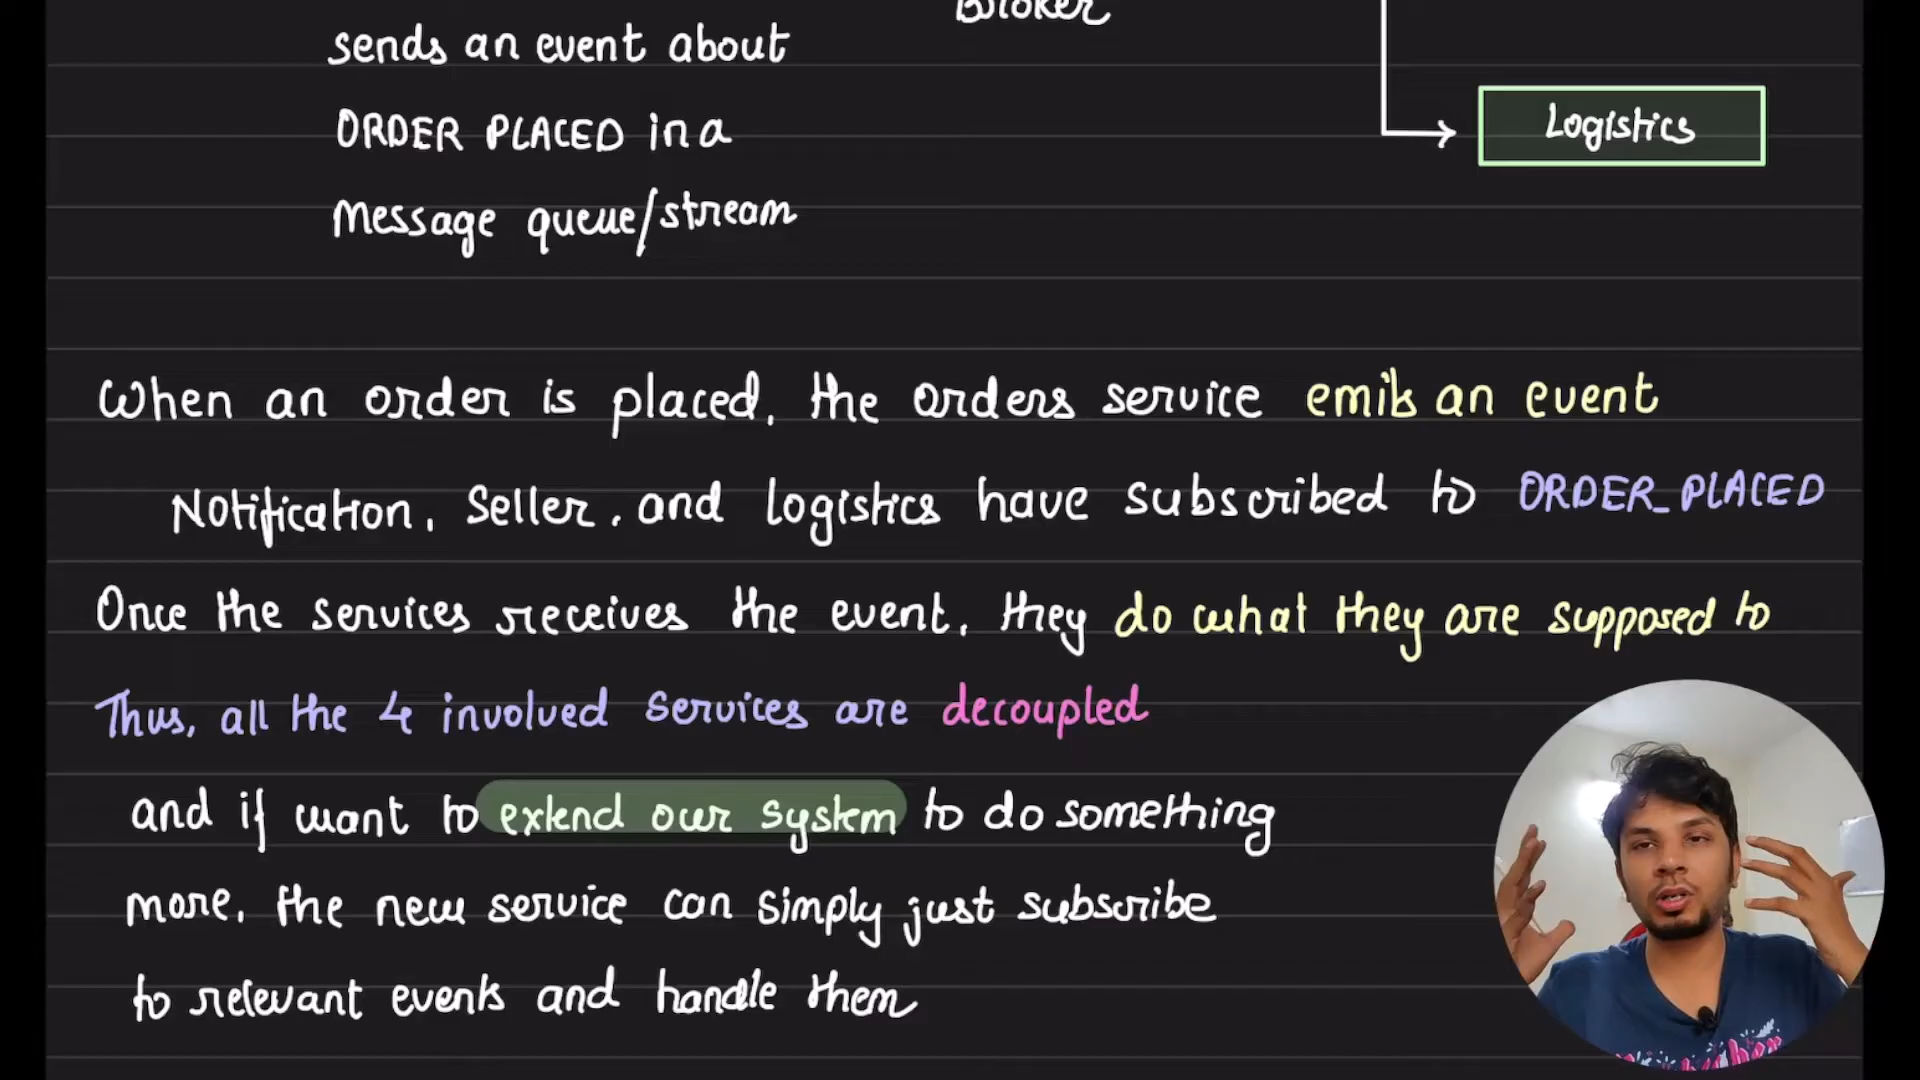 Broker
sends an event about
Logistics
ORDER PLACED in a
Message queue/stream
When an order is placed, the orders service emits an event
Notification, Seller, and logistics have subscribed to ORDER_PLACED
Once the services receives the event, they do what they are supposed to
Thus, all the 4 involved services are decoupled
and if want to extend our system to do something
more, the new service can simply just subscribe
to relevant events and handle them